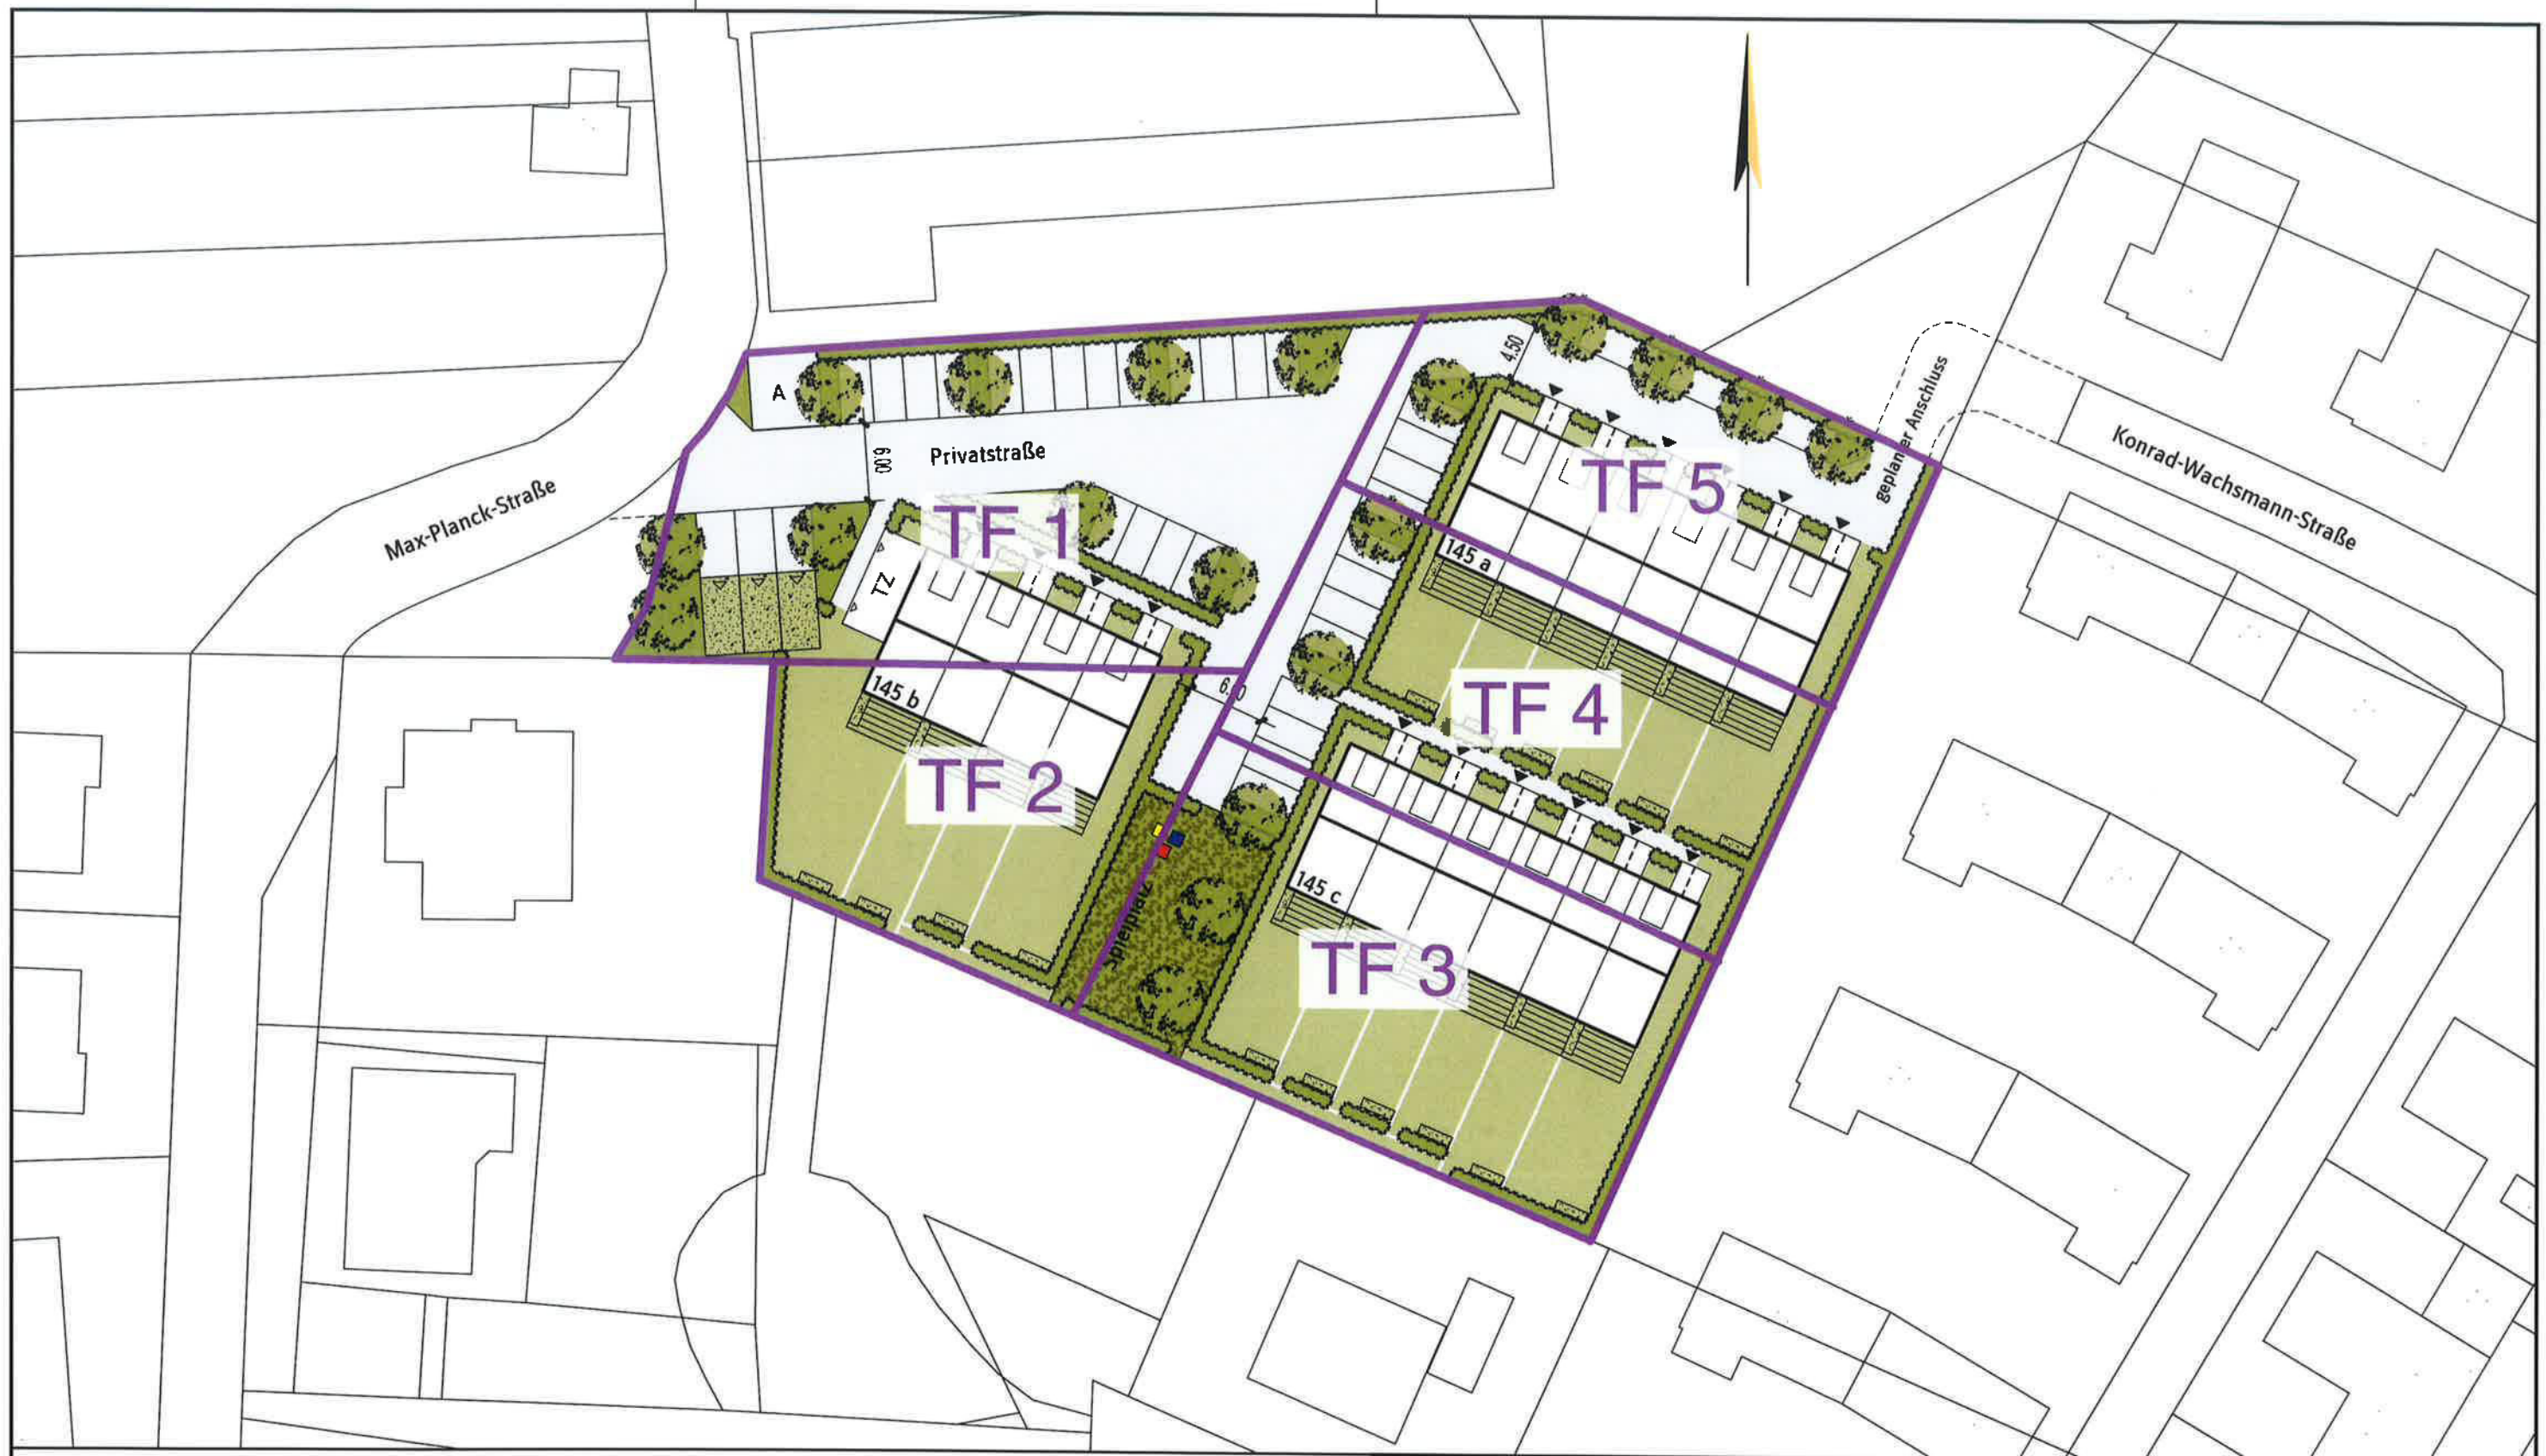 A
4.50
Privatstraße
6.00
geplanter Anschluss
Konrad-Wachsmann-Straße
Max-Planck-Straße
TF 1
TF 5
145 a
TZ
145 b
6.00
TF 4
TF 2
145 c
Spielplatz
TF 3